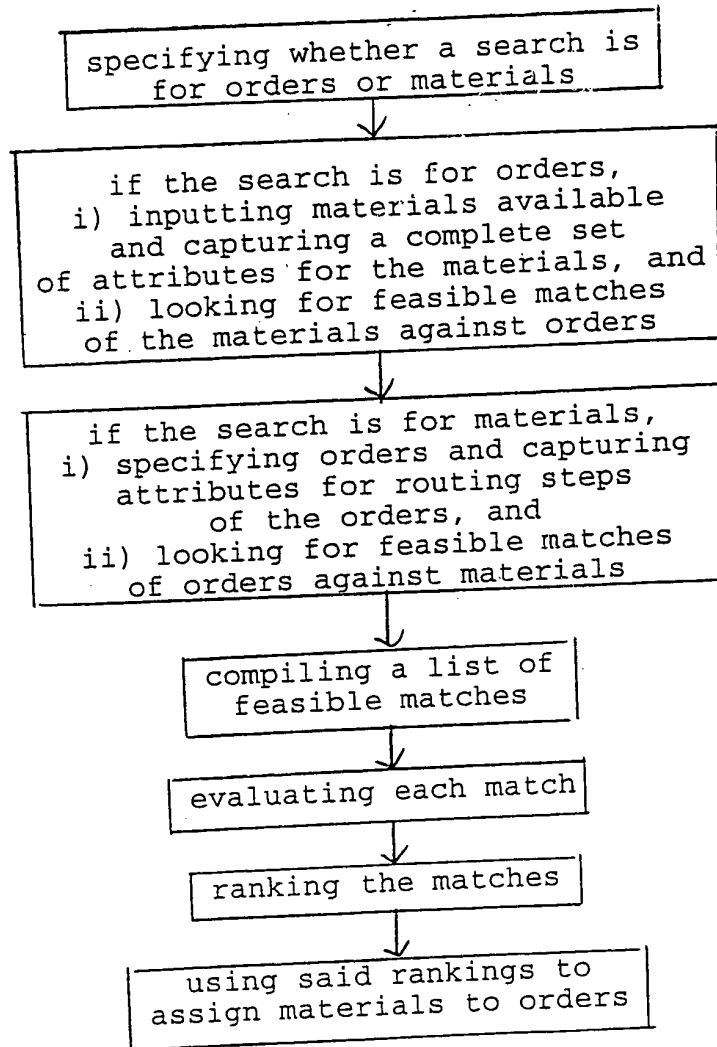 specifying whether a search is
for orders or materials
if the search is for orders,
i) inputting materials available
and capturing a complete set
of attributes for the materials, and
ii) looking for feasible matches
of the materials against orders
if the search is for materials,
i) specifying orders and capturing
attributes for routing steps
of the orders, and
ii) looking for feasible matches
of orders against materials
compiling a list of
feasible matches
evaluating each match
ranking the matches
using said rankings to
assign materials to orders